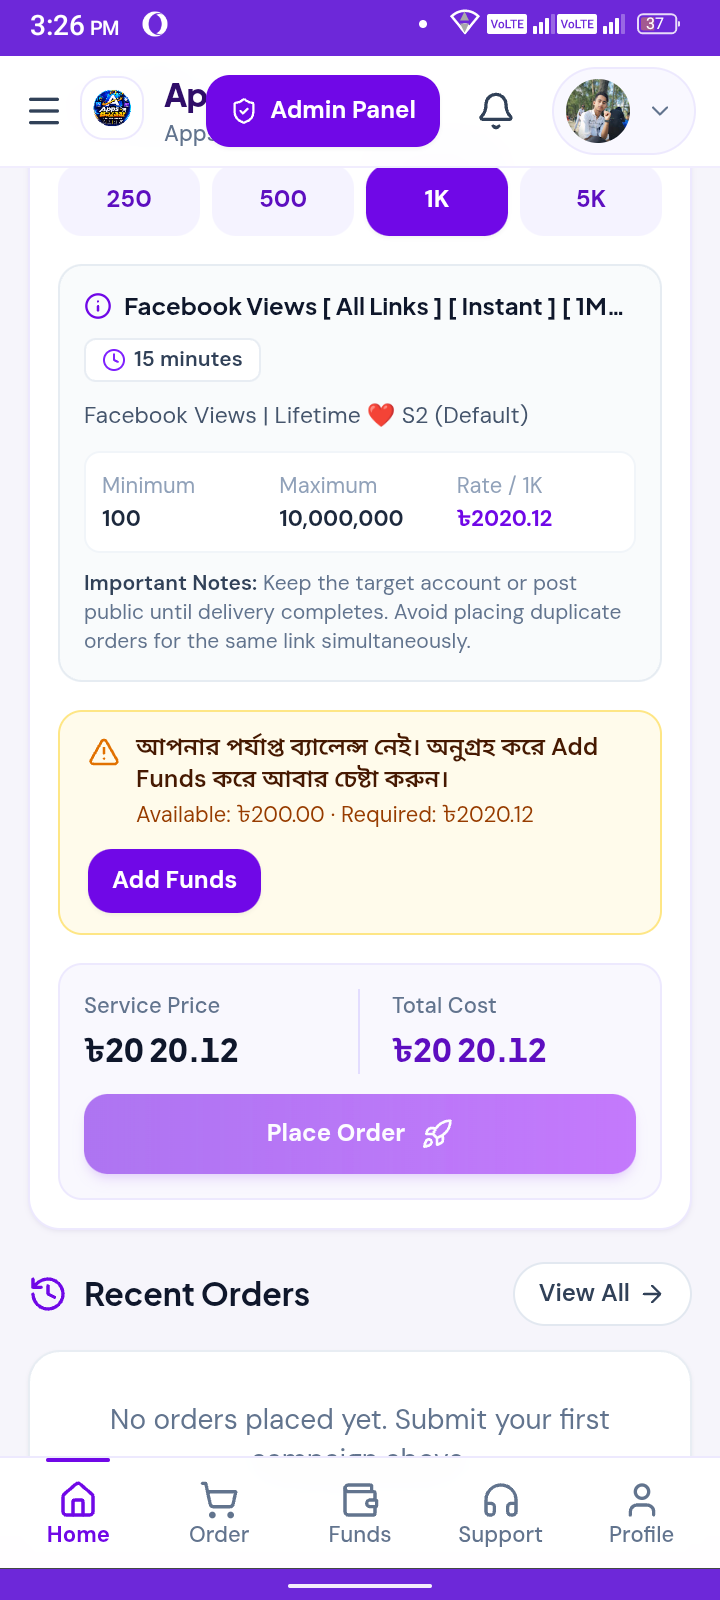 3:26 PM
VoLTE VoLTE 37
Ap
Apps
Admin Panel
250 500 1K 5K
Facebook Views [ All Links ] [ Instant ] [ 1M...
15 minutes
Facebook Views | Lifetime ❤️ S2 (Default)
Minimum Maximum Rate / 1K
100 10,000,000 ৳2020.12
Important Notes: Keep the target account or post
public until delivery completes. Avoid placing duplicate
orders for the same link simultaneously.
আপনার পর্যাপ্ত ব্যালেন্স নেই। অনুগ্রহ করে Add
Funds করে আবার চেষ্টা করুন।
Available: ৳200.00 · Required: ৳2020.12
Add Funds
Service Price Total Cost
৳20 20.12 ৳20 20.12
Place Order
Recent Orders
View All
No orders placed yet. Submit your first
campaign above
Home Order Funds Support Profile